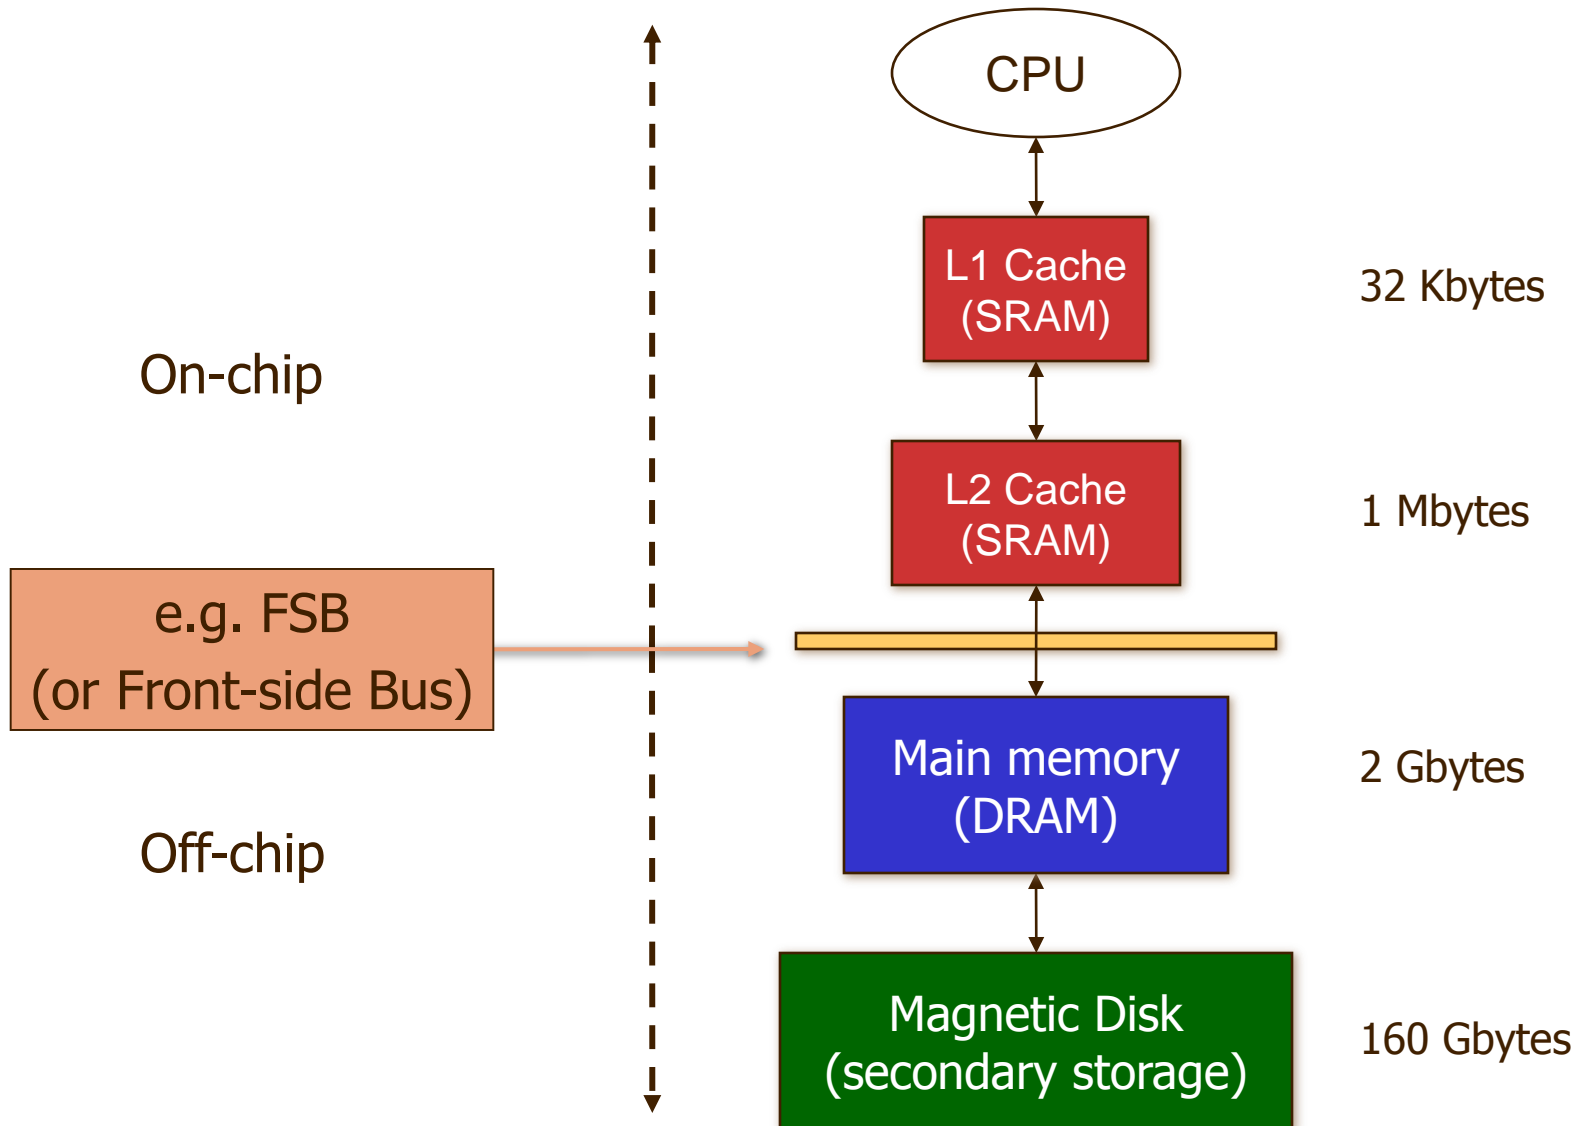 CPU
L1 Cache
(SRAM)
32 Kbytes
On-chip
L2 Cache
(SRAM)
1 Mbytes
e.g. FSB
(or Front-side Bus)
Main memory
(DRAM)
2 Gbytes
Off-chip
Magnetic Disk
(secondary storage)
160 Gbytes